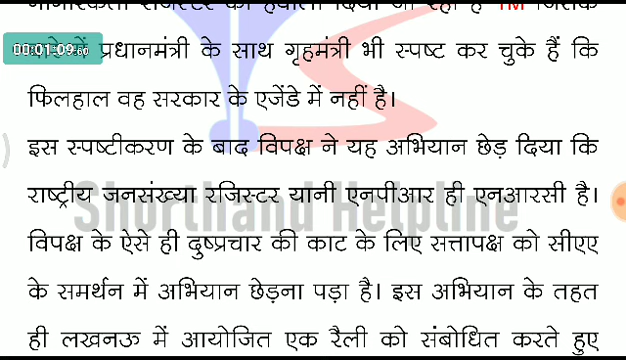 नागरिकता रजिस्टर का हवाला दिया जा रहा है 1M जिसके
00:01:09 प्रधानमंत्री के साथ गृहमंत्री भी स्पष्ट कर चुके हैं कि
फिलहाल वह सरकार के एजेंडे में नहीं है।
इस स्पष्टीकरण के बाद विपक्ष ने यह अभियान छेड़ दिया कि
राष्ट्रीय जनसंख्या रजिस्टर यानी एनपीआर ही एनआरसी है।
Shorthand Helpline
विपक्ष के ऐसे ही दुष्प्रचार की काट के लिए सत्तापक्ष को सीएए
के समर्थन में अभियान छेड़ना पड़ा है। इस अभियान के तहत
ही लखनऊ में आयोजित एक रैली को संबोधित करते हुए